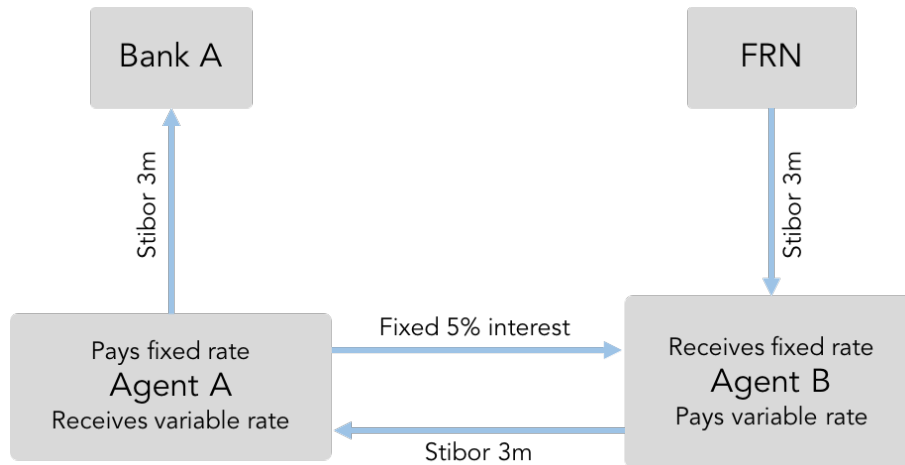 Bank A
FRN
Stibor 3m
Stibor 3m
Fixed 5% interest
Pays fixed rate
Agent A
Receives variable rate
Receives fixed rate
Agent B
Pays variable rate
Stibor 3m